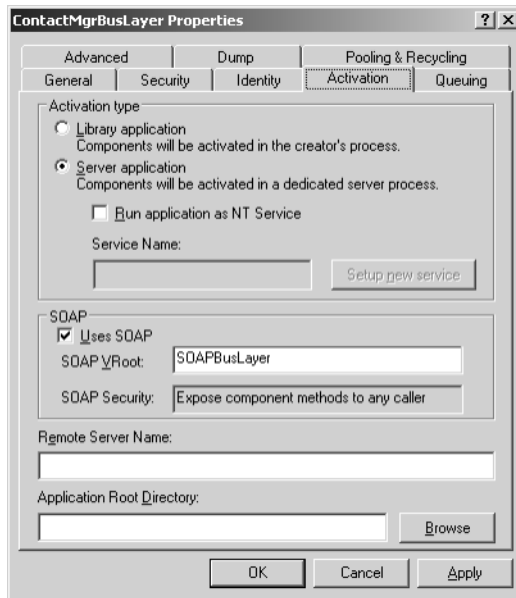 ContactMgrBusLayer Properties
Advanced Dump Pooling & Recycling
General Security Identity Activation Queuing
Activation type
Library application
Components will be activated in the creator's process.
Server application
Components will be activated in a dedicated server process.
Run application as NT Service
Service Name:
Setup new service
SOAP
Uses SOAP
SOAP VRoot: SOAPBusLayer
SOAP Security: Expose component methods to any caller
Remote Server Name:
Application Root Directory:
Browse
OK Cancel Apply